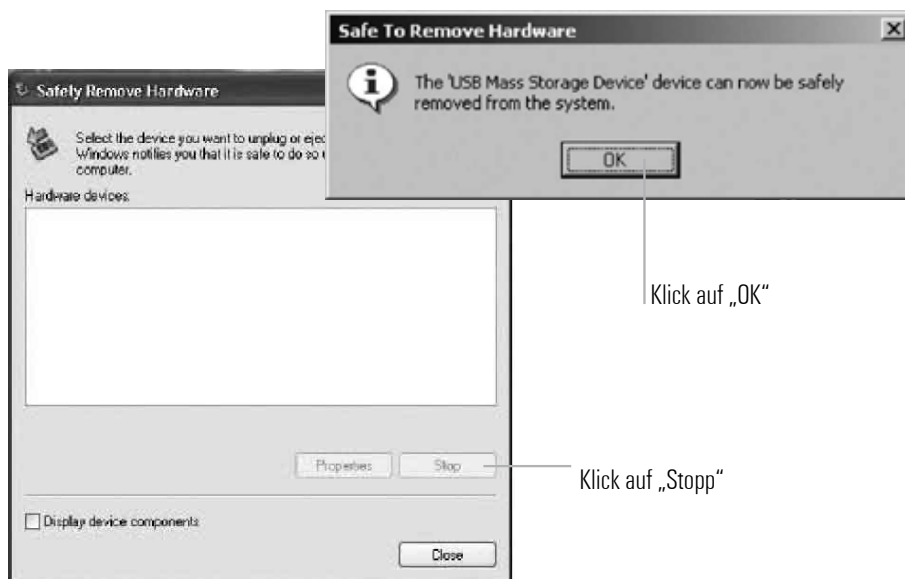 Safe To Remove Hardware
The 'USB Mass Storage Device' device can now be safely
removed from the system.
OK
Klick auf „OK“
Safely Remove Hardware
Select the device you want to unplug or ejec
Windows notifies you that it is safe to do so
computer.
Hardware devices:
Properties
Stop
Klick auf „Stopp“
Display device components
Close